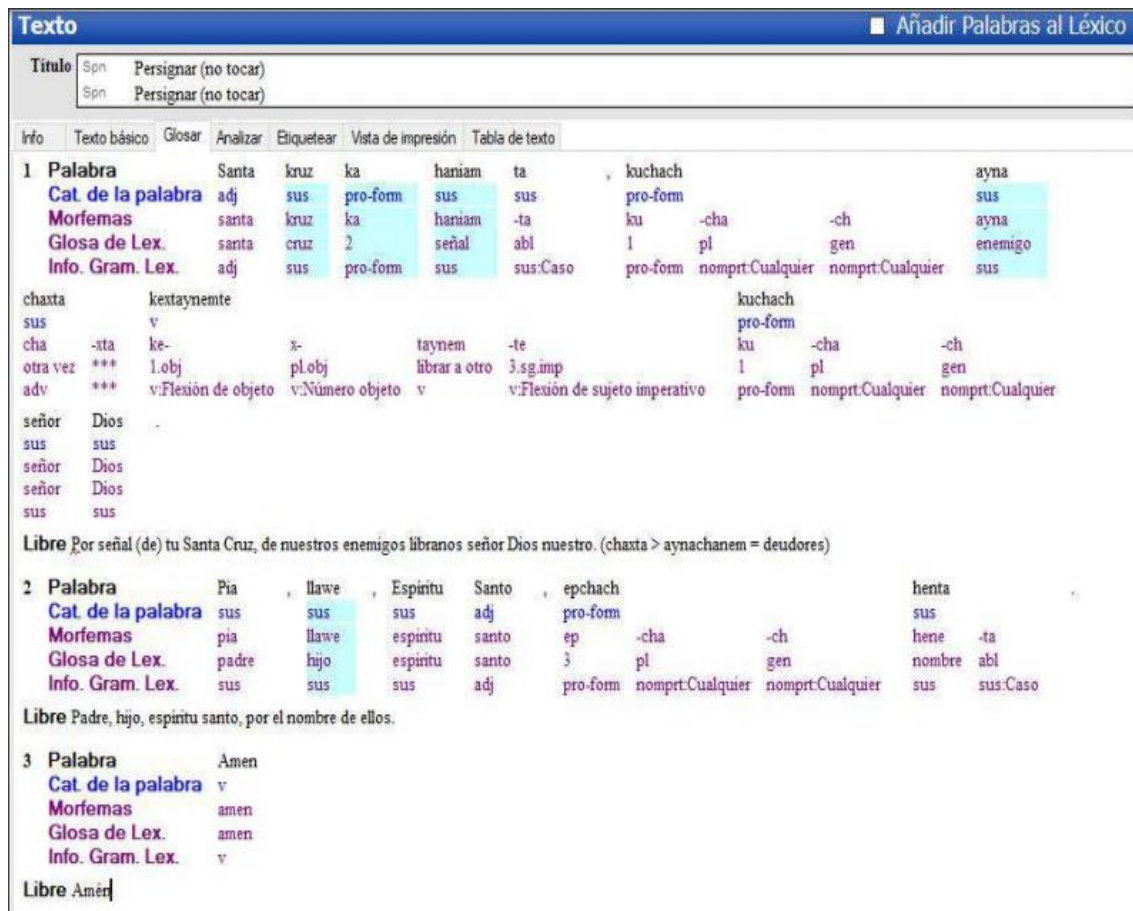 Texto Añadir Palabras al Léxico
Título Spn Persignar (no tocar)
Spn Persignar (no tocar)
Info Texto básico Glosar Analizar Etiquetear Vista de impresión Tabla de texto
1 Palabra Santa kruz ka haniam ta , kuchach ayna
Cat. de la palabra adj sus pro-form sus sus pro-form sus
Morfemas santa kruz ka haniam -ta ku -cha -ch ayna
Glosa de Lex. santa cruz 2 señal abl 1 pl gen enemigo
Info. Gram. Lex. adj sus pro-form sus sus:Caso pro-form nomprt:Cualquier nomprt:Cualquier sus
chaxta kextaynemte kuchach
sus v pro-form
cha -xta ke- x- taynem -te ku -cha -ch
otra vez *** 1.obj pl.obj librar a otro 3.sg.imp 1 pl gen
adv *** v:Flexión de objeto v:Número objeto v v:Flexión de sujeto imperativo pro-form nomprt:Cualquier nomprt:Cualquier
señor Dios .
sus sus
señor Dios
señor Dios
sus sus
Libre Por señal (de) tu Santa Cruz, de nuestros enemigos libranos señor Dios nuestro. (chaxta > aynachanem = deudores)
2 Palabra Pia , llawe , Espiritu Santo , epchach henta .
Cat. de la palabra sus sus sus adj pro-form sus
Morfemas pia llawe espiritu santo ep -cha -ch hene -ta
Glosa de Lex. padre hijo espiritu santo 3 pl gen nombre abl
Info. Gram. Lex. sus sus sus adj pro-form nomprt:Cualquier nomprt:Cualquier sus sus:Caso
Libre Padre, hijo, espiritu santo, por el nombre de ellos.
3 Palabra Amen
Cat. de la palabra v
Morfemas amen
Glosa de Lex. amen
Info. Gram. Lex. v
Libre Amén